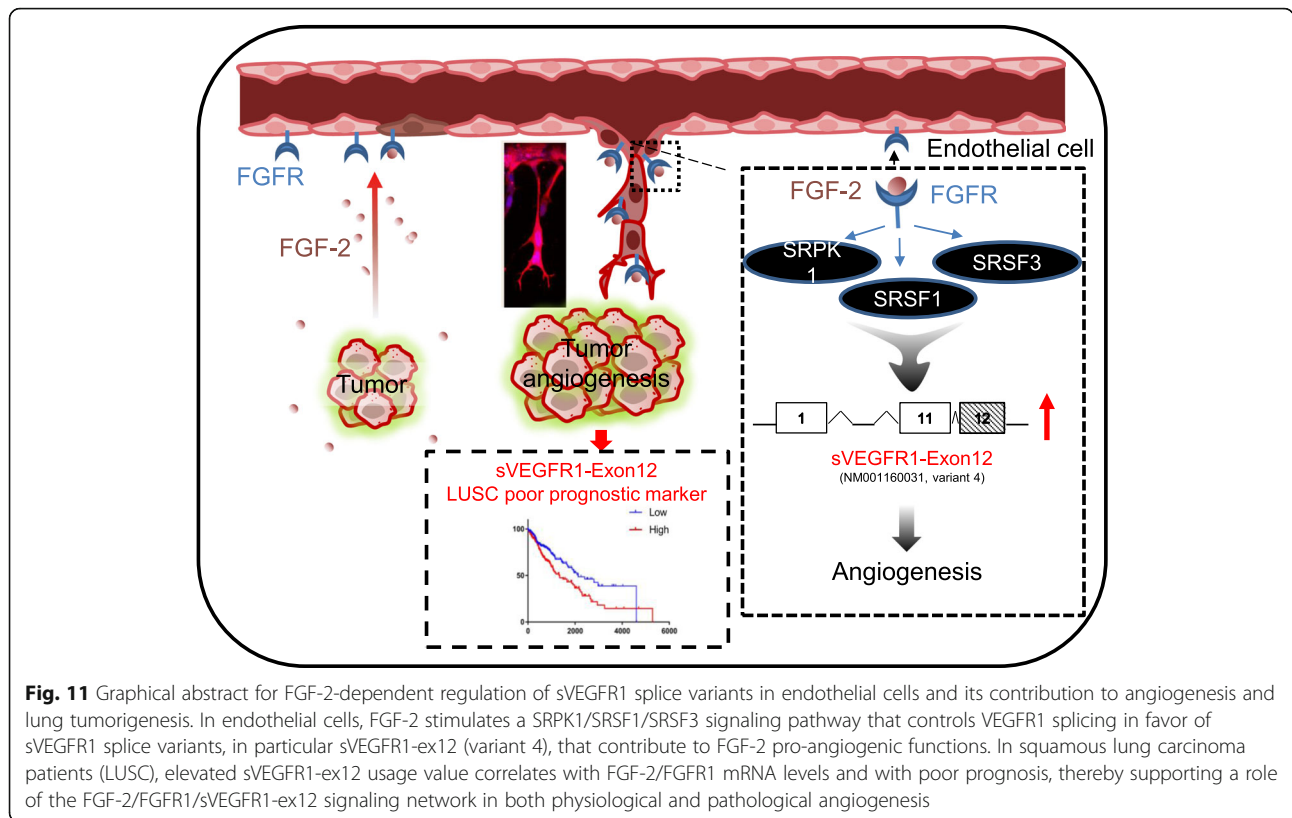 FGFR
FGF-2
Tumor
Tumor
angiogenesis
sVEGFR1-Exon12
LUSC poor prognostic marker
Low
High
100
50
0
0
2000
4000
6000
Endothelial cell
FGF-2
FGFR
SRPK
1
SRSF3
SRSF1
1
11
12
sVEGFR1-Exon12
(NM001160031, variant 4)
Angiogenesis
Fig. 11 Graphical abstract for FGF-2-dependent regulation of sVEGFR1 splice variants in endothelial cells and its contribution to angiogenesis and
lung tumorigenesis. In endothelial cells, FGF-2 stimulates a SRPK1/SRSF1/SRSF3 signaling pathway that controls VEGFR1 splicing in favor of
sVEGFR1 splice variants, in particular sVEGFR1-ex12 (variant 4), that contribute to FGF-2 pro-angiogenic functions. In squamous lung carcinoma
patients (LUSC), elevated sVEGFR1-ex12 usage value correlates with FGF-2/FGFR1 mRNA levels and with poor prognosis, thereby supporting a role
of the FGF-2/FGFR1/sVEGFR1-ex12 signaling network in both physiological and pathological angiogenesis